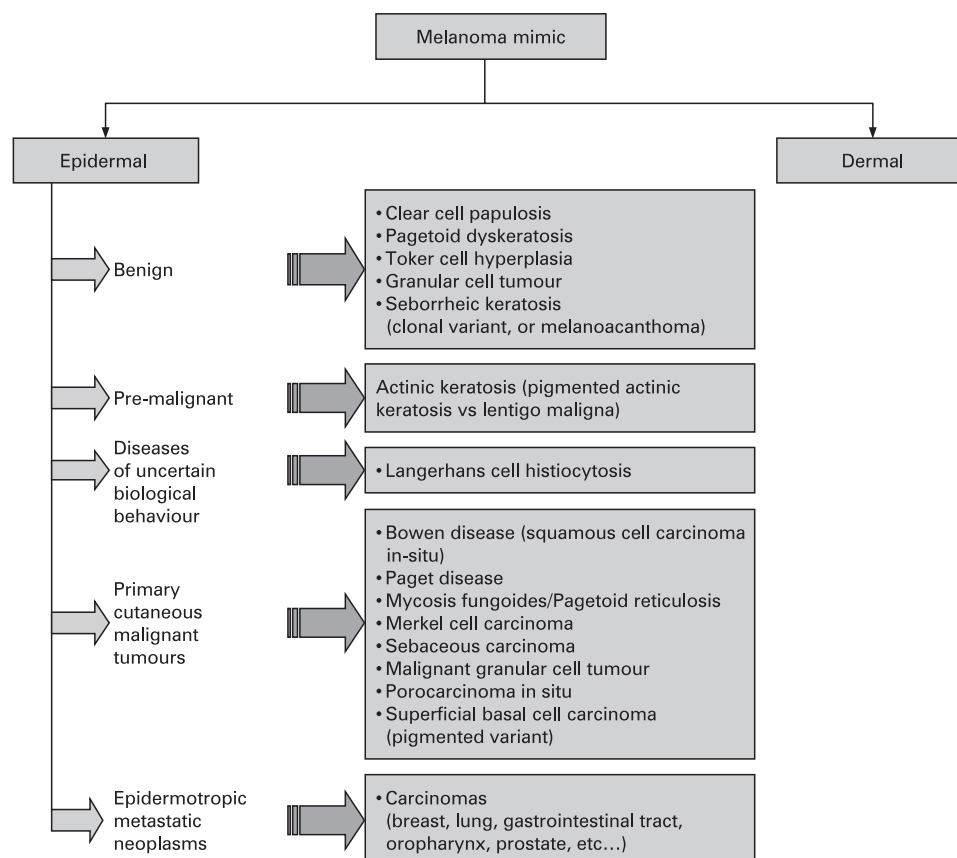 Melanoma mimic
Epidermal
Dermal
Benign
• Clear cell papulosis
• Pagetoid dyskeratosis
• Toker cell hyperplasia
• Granular cell tumour
• Seborrheic keratosis
(clonal variant, or melanoacanthoma)
Pre-malignant
Actinic keratosis (pigmented actinic
keratosis vs lentigo maligna)
Diseases
of uncertain
biological
behaviour
• Langerhans cell histiocytosis
Primary
cutaneous
malignant
tumours
• Bowen disease (squamous cell carcinoma
in-situ)
• Paget disease
• Mycosis fungoides/Pagetoid reticulosis
• Merkel cell carcinoma
• Sebaceous carcinoma
• Malignant granular cell tumour
• Porocarcinoma in situ
• Superficial basal cell carcinoma
(pigmented variant)
Epidermotropic
metastatic
neoplasms
• Carcinomas
(breast, lung, gastrointestinal tract,
oropharynx, prostate, etc...)